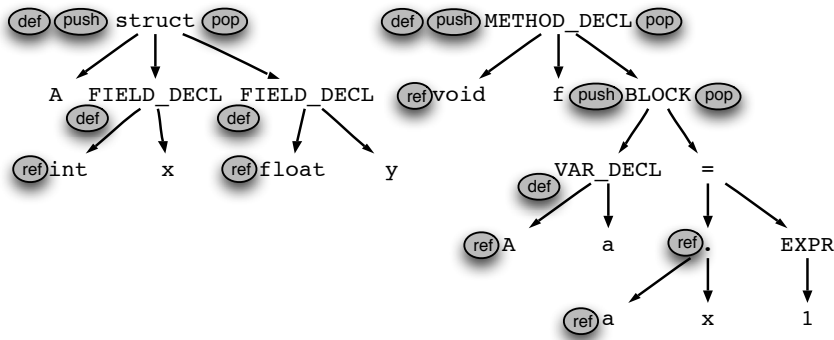 def push struct pop def push METHOD_DECL pop
A FIELD_DECL FIELD_DECL ref void f push BLOCK pop
def def
ref int x ref float y VAR_DECL =
def
ref A a ref . EXPR
ref a x 1